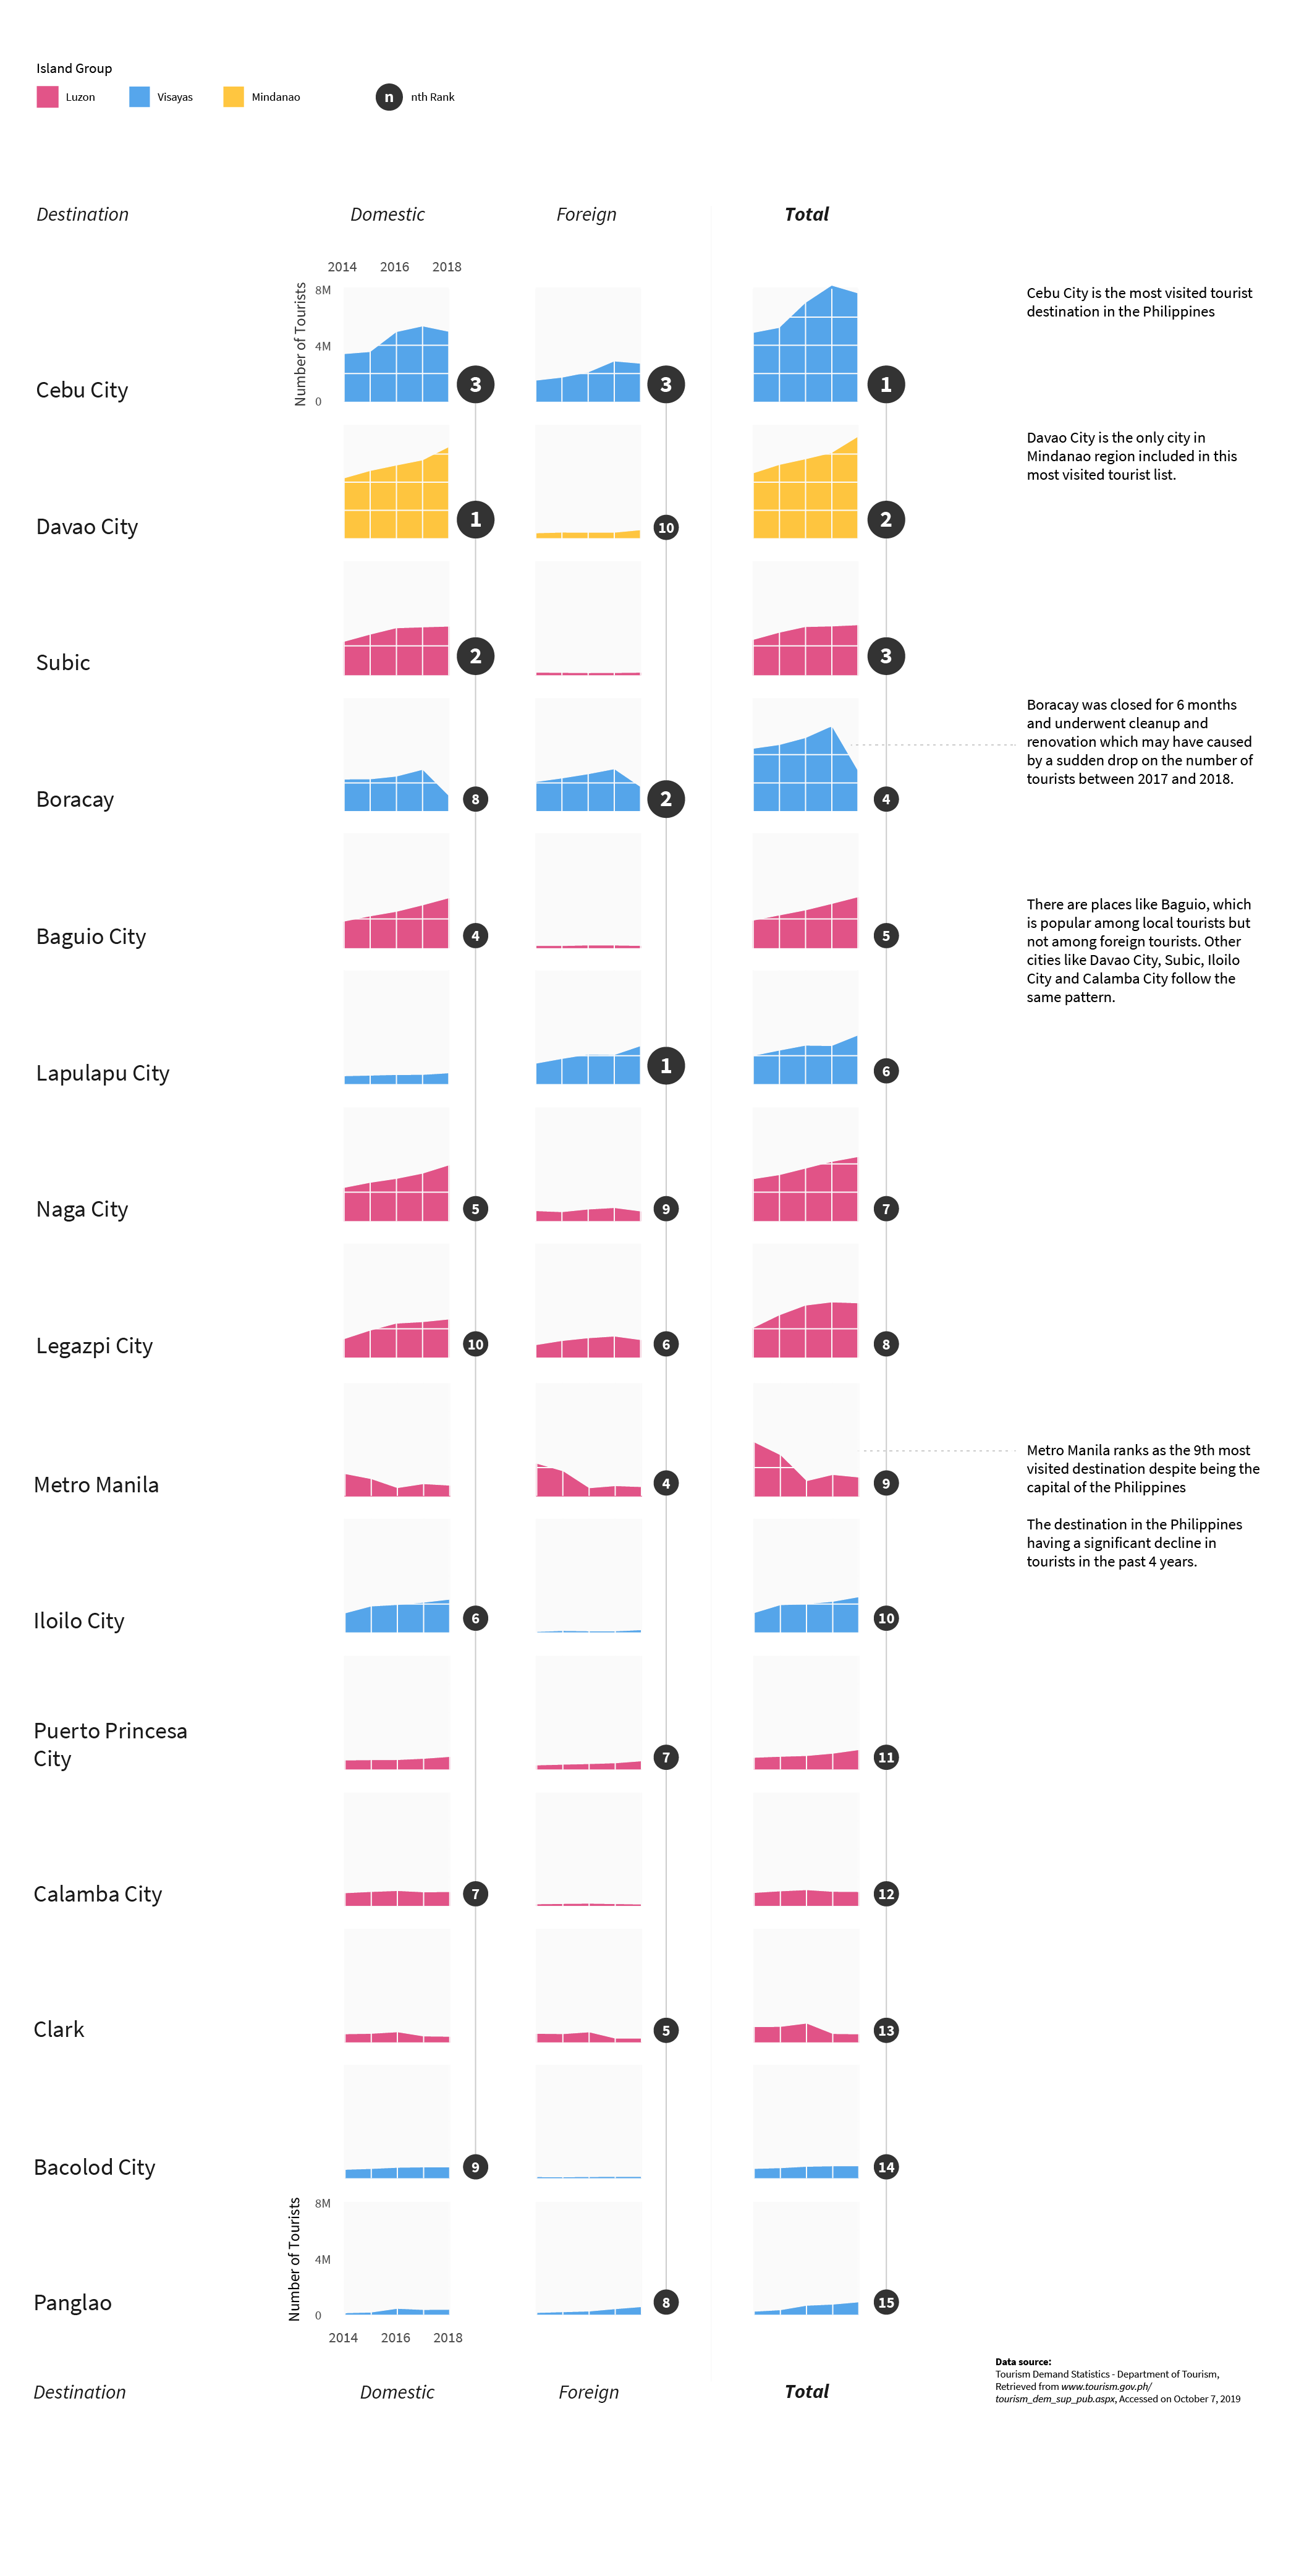 Island Group
Luzon
Visayas
Mindanao
n
nth Rank
Destination
Domestic
Foreign
Total
2014
2016
2018
Number of Tourists
8M
4M
0
Cebu City
3
3
1
Cebu City is the most visited tourist
destination in the Philippines
Davao City
1
10
2
Davao City is the only city in
Mindanao region included in this
most visited tourist list.
Subic
2
3
Boracay
8
2
4
Boracay was closed for 6 months
and underwent cleanup and
renovation which may have caused
by a sudden drop on the number of
tourists between 2017 and 2018.
Baguio City
4
5
There are places like Baguio, which
is popular among local tourists but
not among foreign tourists. Other
cities like Davao City, Subic, Iloilo
City and Calamba City follow the
same pattern.
Lapulapu City
1
6
Naga City
5
9
7
Legazpi City
10
6
8
Metro Manila
4
9
Metro Manila ranks as the 9th most
visited destination despite being the
capital of the Philippines
The destination in the Philippines
having a significant decline in
tourists in the past 4 years.
Iloilo City
6
10
Puerto Princesa
City
7
11
Calamba City
7
12
Clark
5
13
Bacolod City
9
14
Number of Tourists
8M
4M
0
Panglao
8
15
2014
2016
2018
Destination
Domestic
Foreign
Total
Data source:
Tourism Demand Statistics - Department of Tourism,
Retrieved from www.tourism.gov.ph/
tourism_dem_sup_pub.aspx, Accessed on October 7, 2019